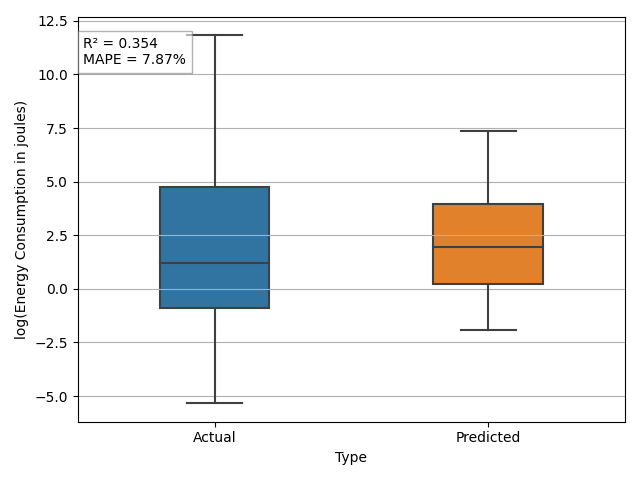 12.5
R² = 0.354
MAPE = 7.87%
10.0
7.5
5.0
2.5
0.0
−2.5
−5.0
log(Energy Consumption in joules)
Actual
Predicted
Type